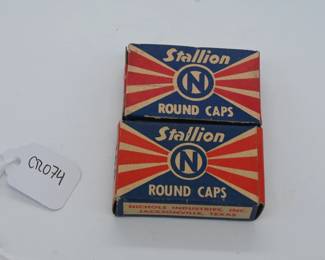 Stallion
N
ROUND CAPS
Stallion
N
ROUND CAPS
NICHOLS INDUSTRIES, INC.
JACKSONVILLE, TEXAS
CR074